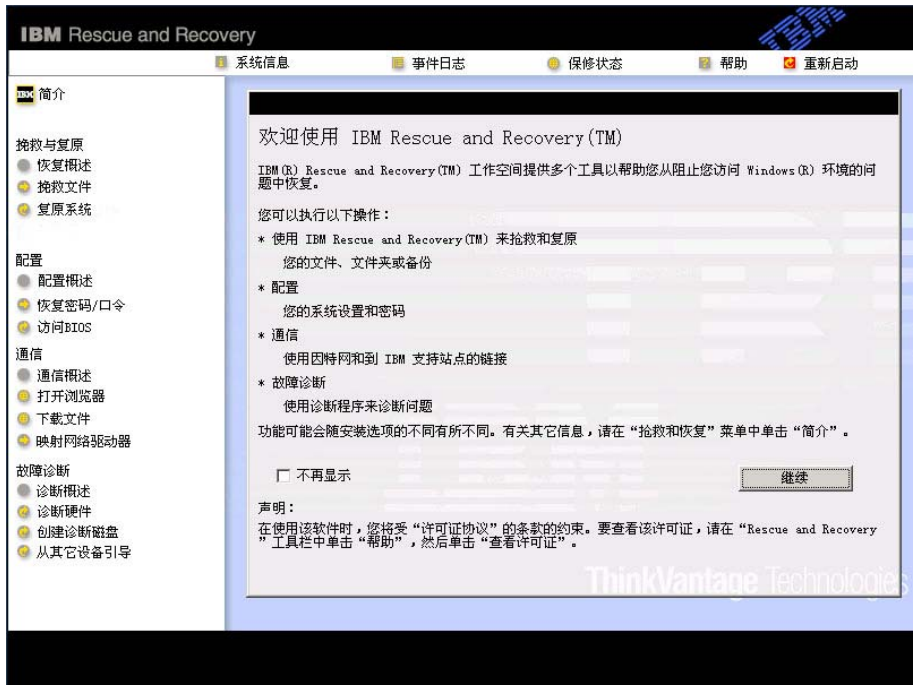 IBM Rescue and Recovery
IBM
系统信息
事件日志
保修状态
帮助
重新启动
IBM 简介
挽救与复原
恢复概述
挽救文件
复原系统
配置
配置概述
恢复密码/口令
访问BIOS
通信
通信概述
打开浏览器
下载文件
映射网络驱动器
故障诊断
诊断概述
诊断硬件
创建诊断磁盘
从其它设备引导
欢迎使用 IBM Rescue and Recovery(TM)
IBM(R) Rescue and Recovery(TM) 工作空间提供多个工具以帮助您从阻止您访问 Windows(R) 环境的问
题中恢复。
您可以执行以下操作：
* 使用 IBM Rescue and Recovery(TM) 来抢救和复原
您的文件、文件夹或备份
* 配置
您的系统设置和密码
* 通信
使用因特网和到 IBM 支持站点的链接
* 故障诊断
使用诊断程序来诊断问题
功能可能会随安装选项的不同有所不同。有关其它信息，请在“抢救和恢复”菜单中单击“简介”。
不再显示
继续
声明：
在使用该软件时，您将受“许可证协议”的条款的约束。要查看该许可证，请在“Rescue and Recovery
”工具栏中单击“帮助”，然后单击“查看许可证”。
ThinkVantage Technologies